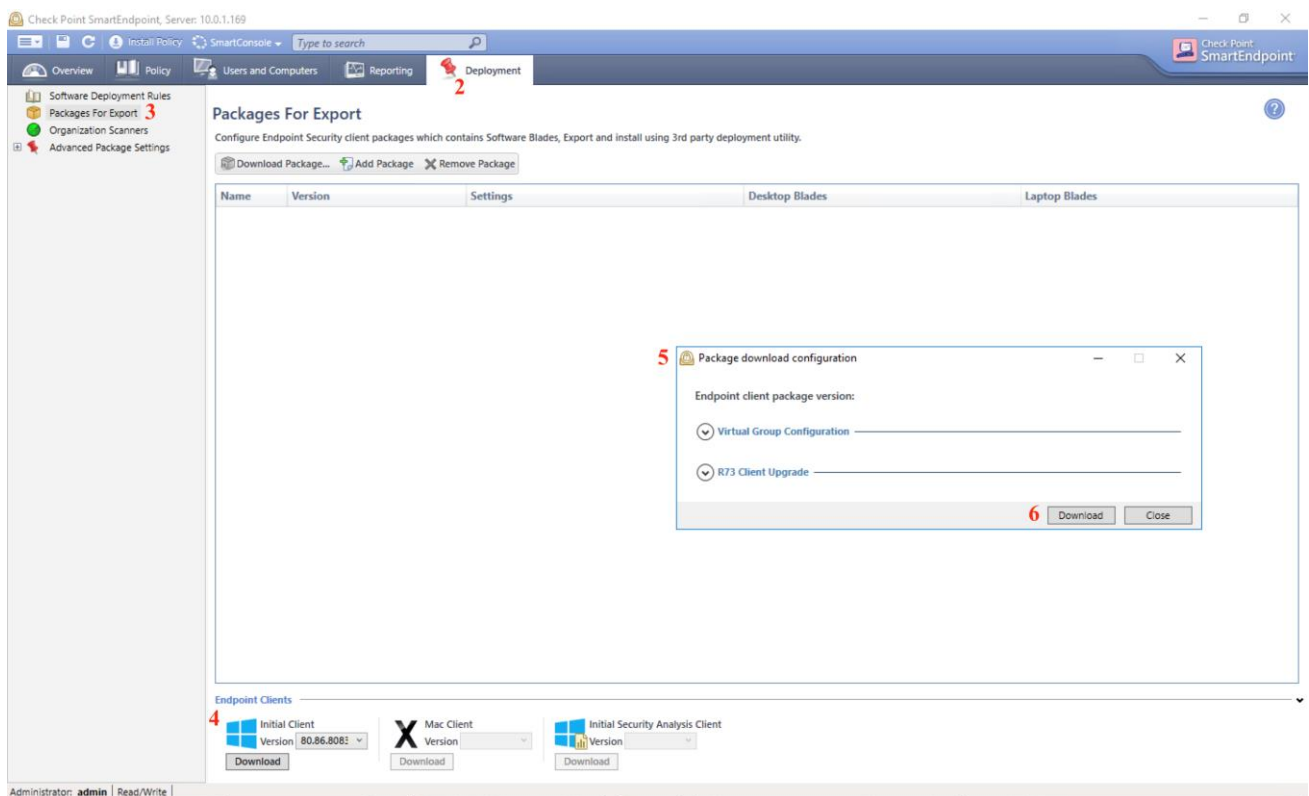 Check Point SmartEndpoint, Server: 10.0.1.169
Install Policy SmartConsole Type to search
Check Point
SmartEndpoint
Overview Policy Users and Computers Reporting Deployment
2
Software Deployment Rules
Packages For Export 3
Organization Scanners
Advanced Package Settings
Packages For Export
?
Configure Endpoint Security client packages which contains Software Blades, Export and install using 3rd party deployment utility.
Download Package... Add Package Remove Package
Name Version Settings Desktop Blades Laptop Blades
5 Package download configuration
Endpoint client package version:
Virtual Group Configuration
R73 Client Upgrade
6 Download Close
Endpoint Clients
4
Initial Client
Version 80.86.808
Download
Mac Client
Version
Download
Initial Security Analysis Client
Version
Download
Administrator: admin Read/Write